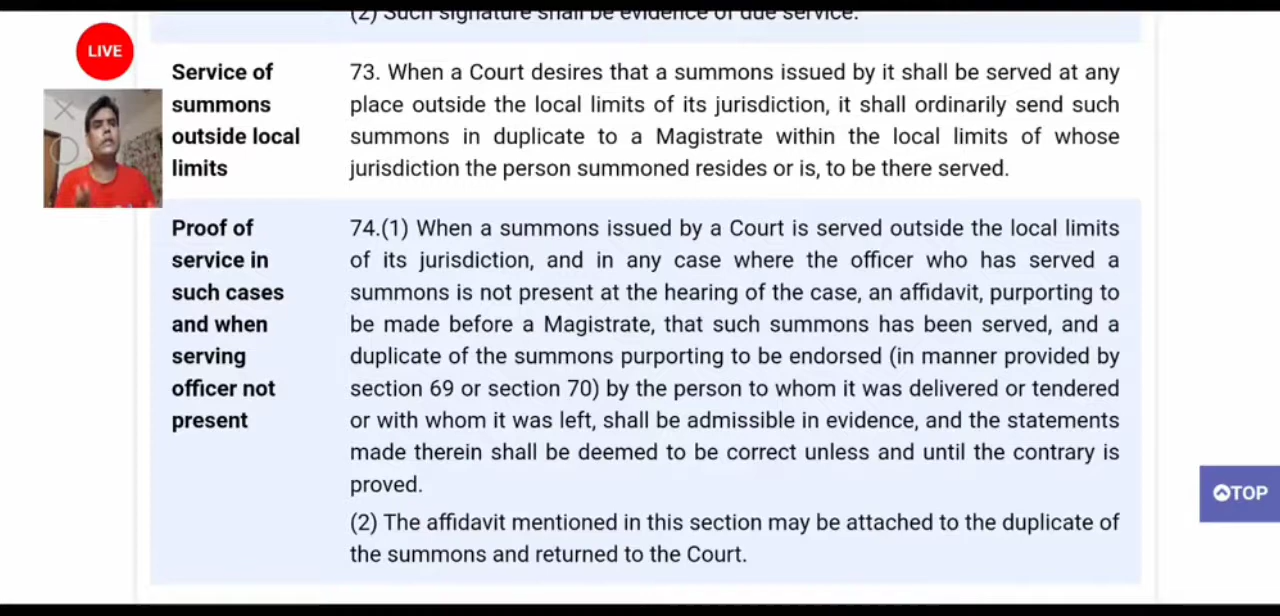 (2) Such signature shall be evidence of due service.
LIVE
Service of
summons
outside local
limits
73. When a Court desires that a summons issued by it shall be served at any
place outside the local limits of its jurisdiction, it shall ordinarily send such
summons in duplicate to a Magistrate within the local limits of whose
jurisdiction the person summoned resides or is, to be there served.
Proof of
service in
such cases
and when
serving
officer not
present
74.(1) When a summons issued by a Court is served outside the local limits
of its jurisdiction, and in any case where the officer who has served a
summons is not present at the hearing of the case, an affidavit, purporting to
be made before a Magistrate, that such summons has been served, and a
duplicate of the summons purporting to be endorsed (in manner provided by
section 69 or section 70) by the person to whom it was delivered or tendered
or with whom it was left, shall be admissible in evidence, and the statements
made therein shall be deemed to be correct unless and until the contrary is
proved.
(2) The affidavit mentioned in this section may be attached to the duplicate of
the summons and returned to the Court.
TOP